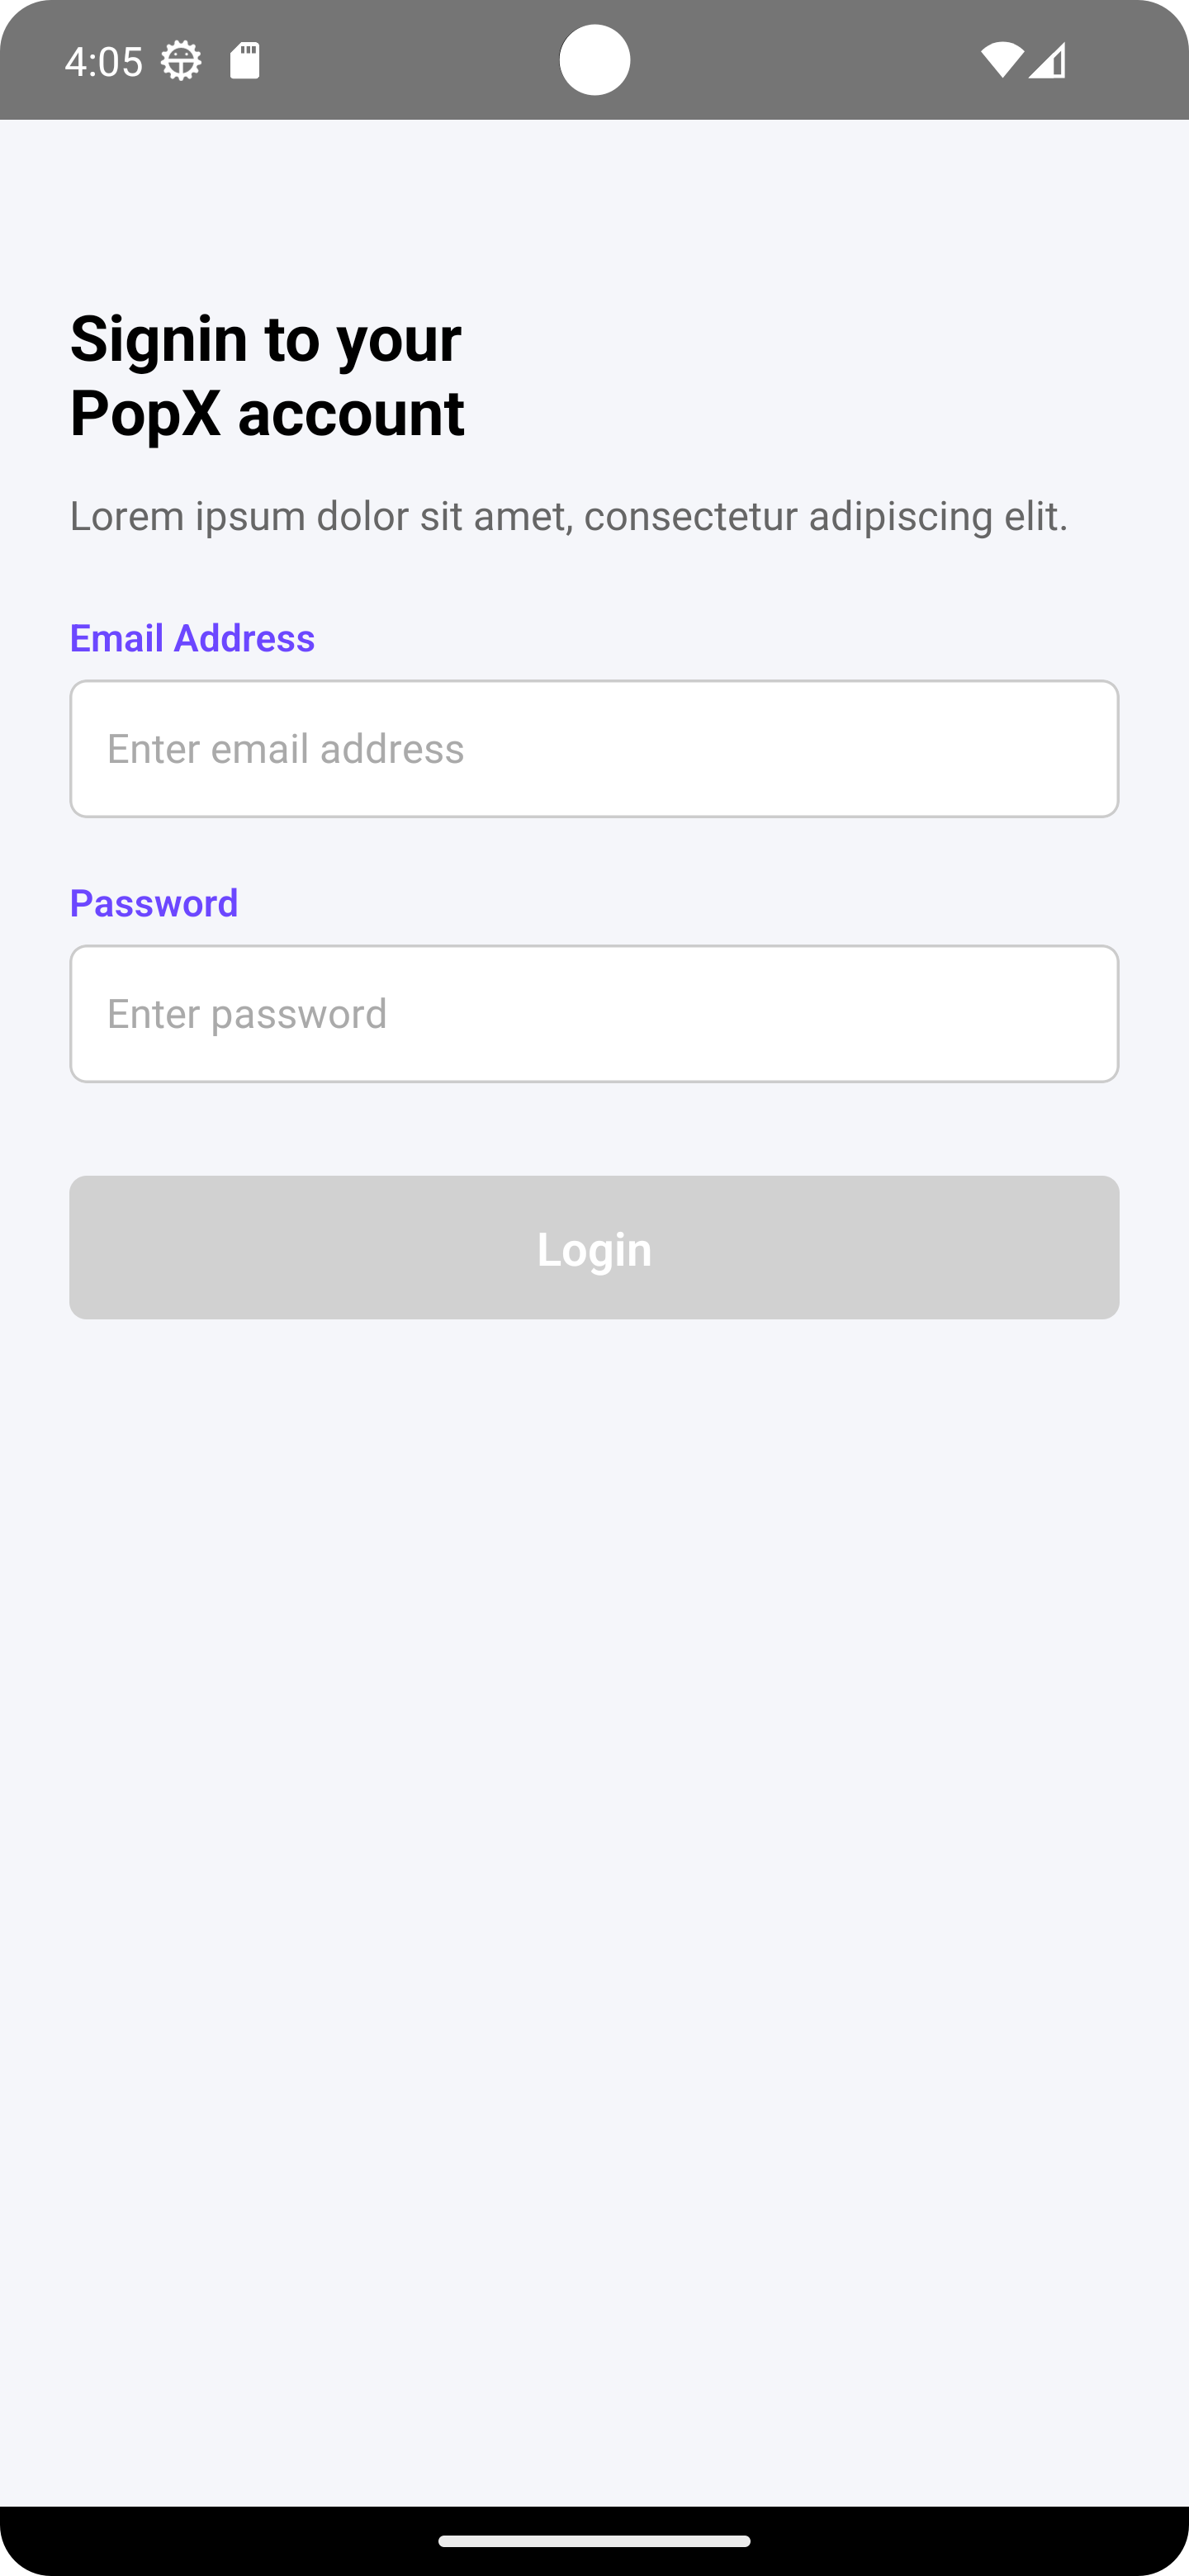 4:05
Signin to your
PopX account
Lorem ipsum dolor sit amet, consectetur adipiscing elit.
Email Address
Enter email address
Password
Enter password
Login